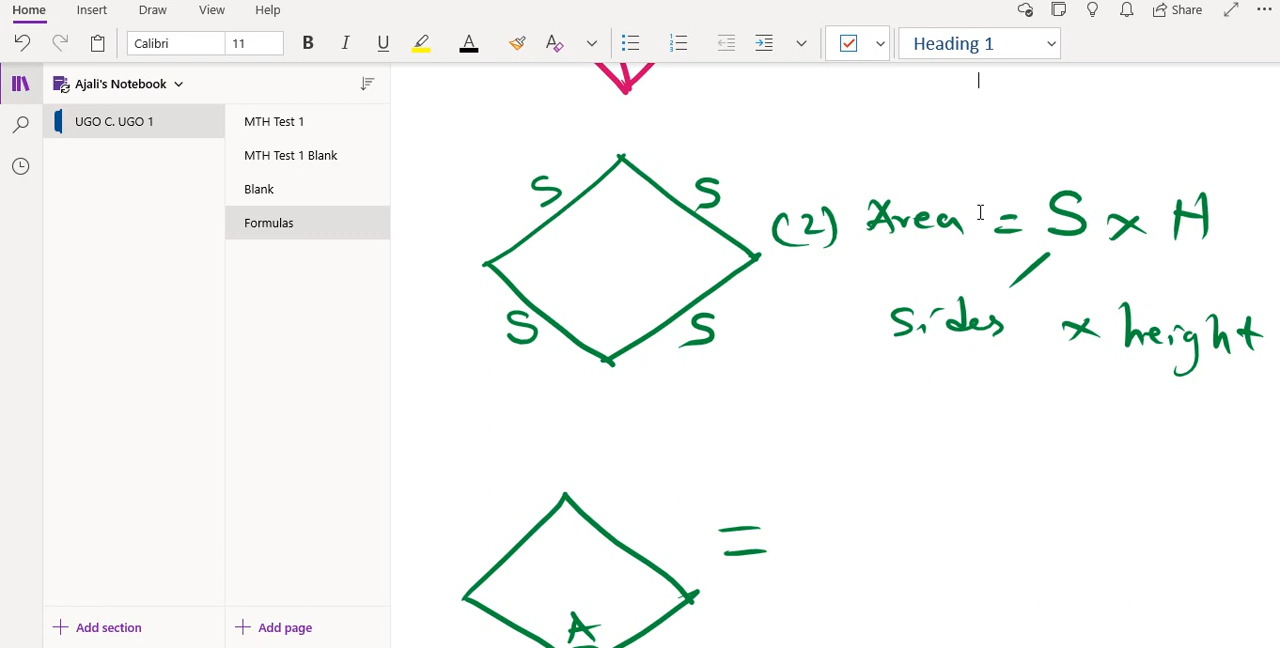 Home Insert Draw View Help Share
Calibri 11 B I U A Heading 1
Ajali's Notebook
UGO C. UGO 1
MTH Test 1
MTH Test 1 Blank
Blank
Formulas
S S
(2) Area = S x H
S S
Sides x height
=
A
Add section
Add page